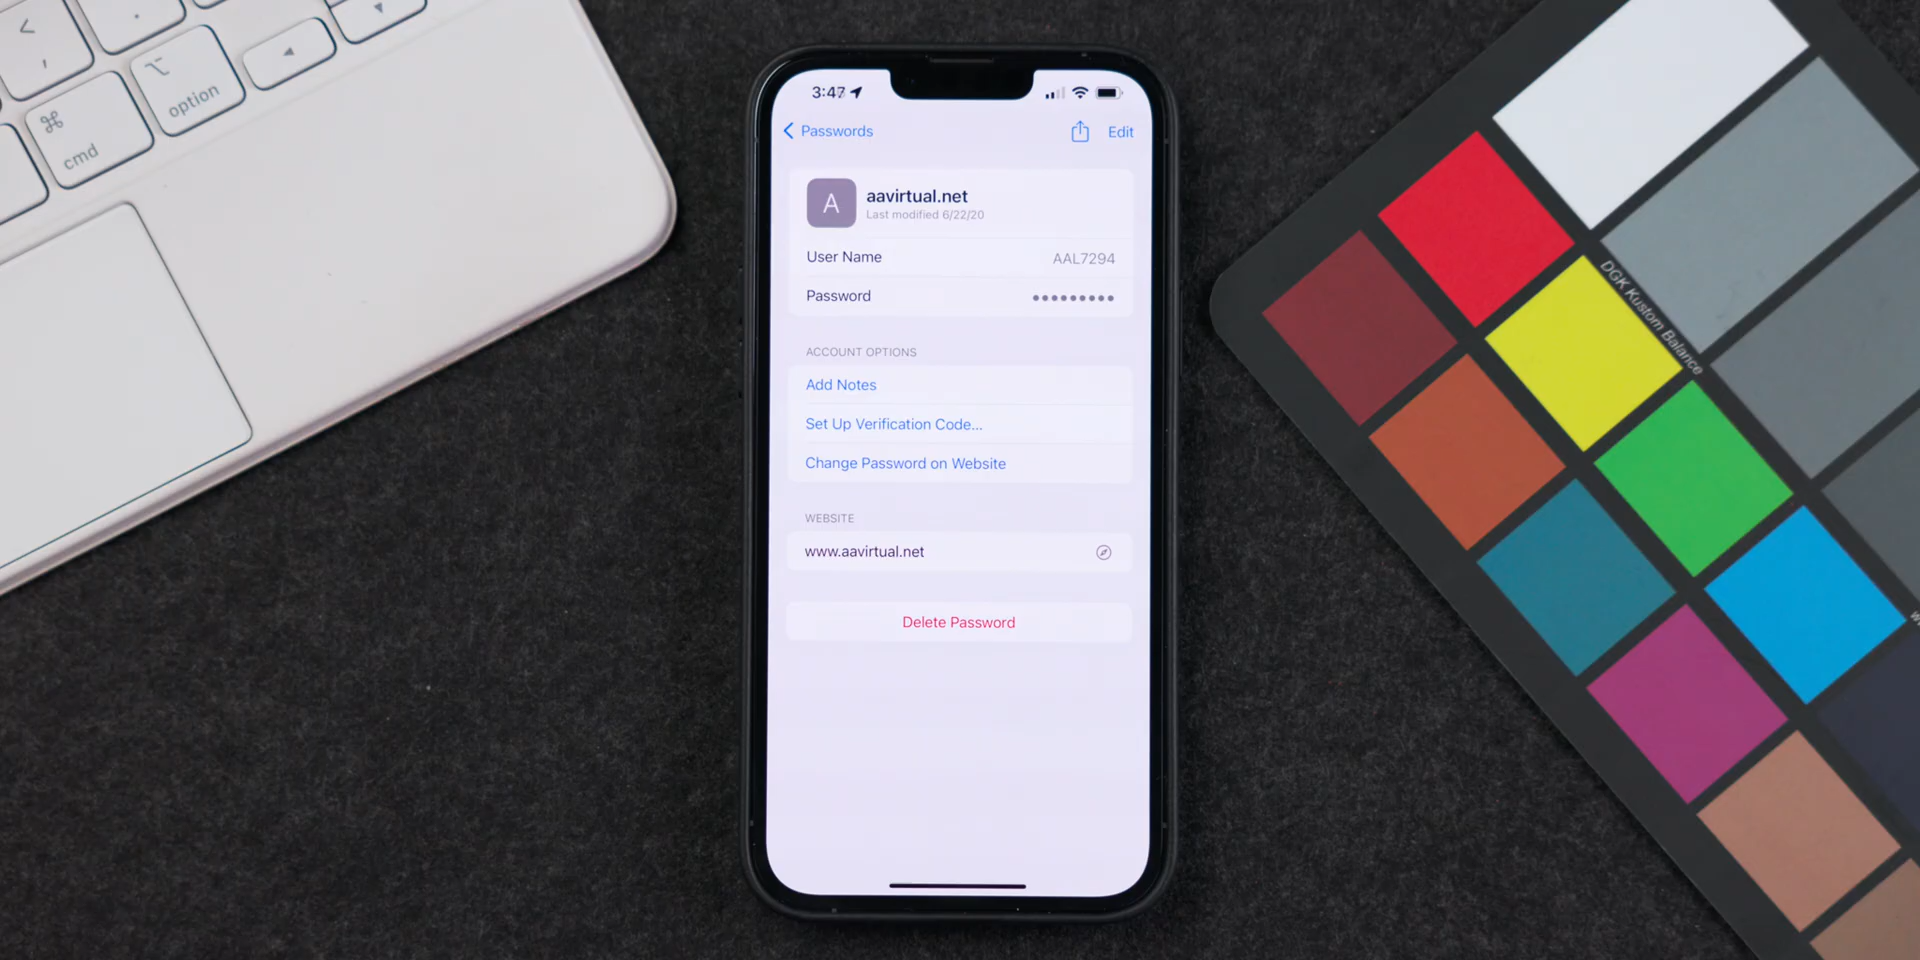 <
,
⌘
cmd
⌥
option
◀
▼
3:47
Passwords
Edit
A
aavirtual.net
Last modified 6/22/20
User Name
AAL7294
Password
•••••••••
ACCOUNT OPTIONS
Add Notes
Set Up Verification Code...
Change Password on Website
WEBSITE
www.aavirtual.net
Delete Password
DGK Kustom Balance